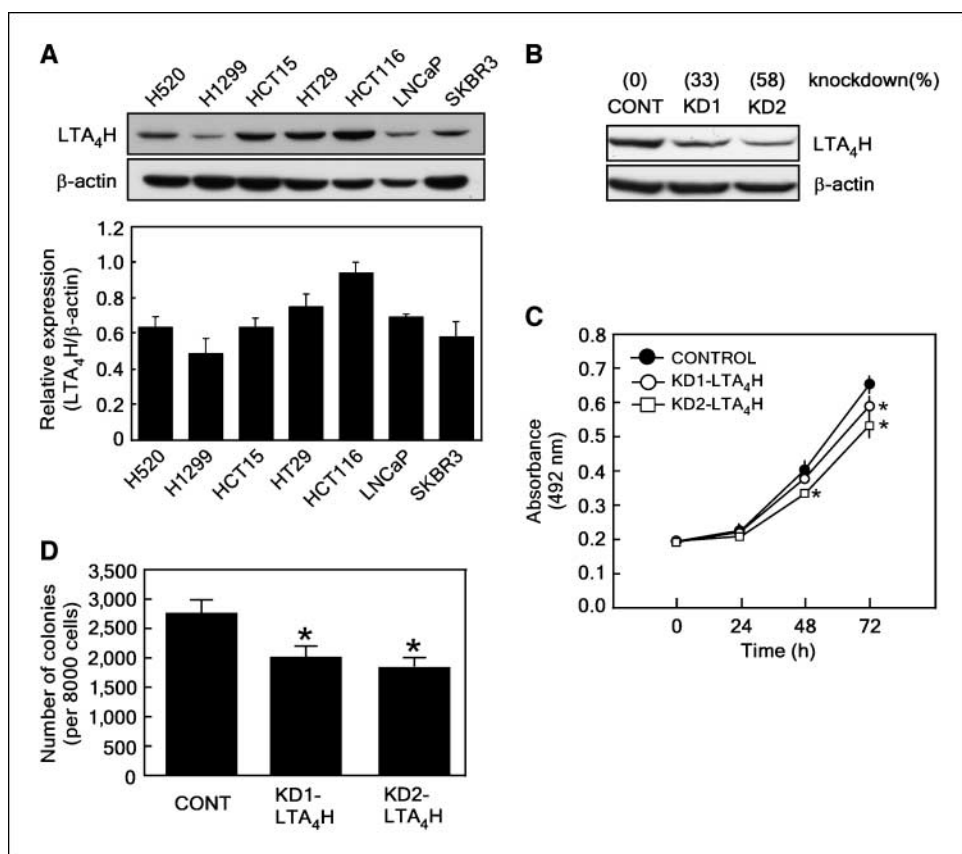 A
H520 H1299 HCT15 HT29 HCT116 LNCaP SKBR3
LTA4H
β-actin
Relative expression
(LTA4H/β-actin)
1.2
1.0
0.8
0.6
0.4
0.2
0
H520 H1299 HCT15 HT29 HCT116 LNCaP SKBR3
B
(0) (33) (58) knockdown(%)
CONT KD1 KD2
LTA4H
β-actin
C
CONTROL
KD1-LTA4H
KD2-LTA4H
Absorbance
(492 nm)
0.8
0.7
0.6
0.5
0.4
0.3
0.2
0.1
0.0
*
*
*
0 24 48 72
Time (h)
D
Number of colonies
(per 8000 cells)
3,500
3,000
2,500
2,000
1,500
1,000
500
0
* *
CONT KD1- KD2-
LTA4H LTA4H